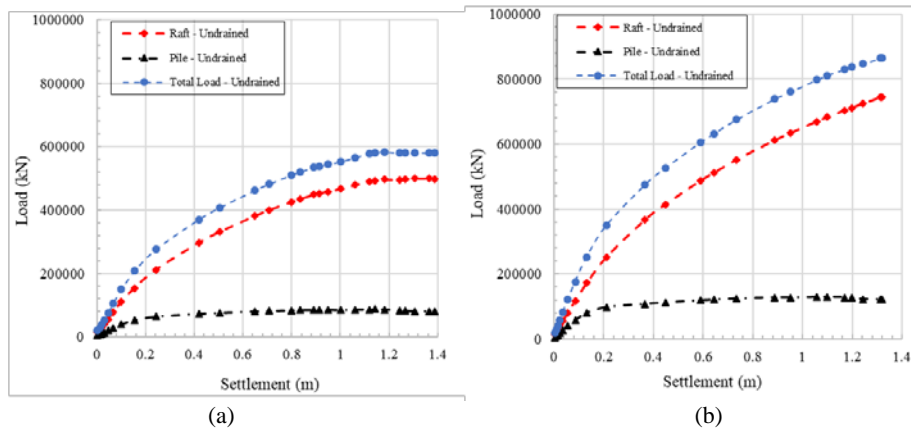 (a)
1000000
800000
600000
400000
200000
0
Load (kN)
Raft - Undrained
Pile - Undrained
Total Load - Undrained
0 0.2 0.4 0.6 0.8 1 1.2 1.4
Settlement (m)
(a)
(b)
1000000
800000
600000
400000
200000
0
Load (kN)
Raft - Undrained
Pile - Undrained
Total Load - Undrained
0 0.2 0.4 0.6 0.8 1 1.2 1.4
Settlement (m)
(b)